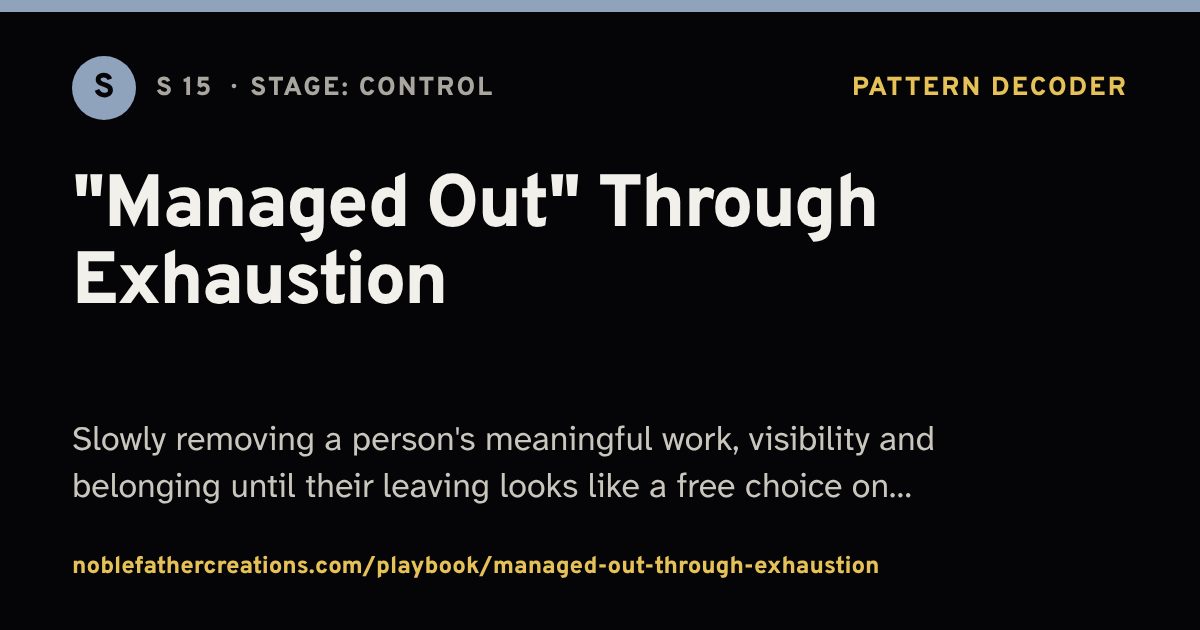 S
S 15 · STAGE: CONTROL
PATTERN DECODER
"Managed Out" Through
Exhaustion
Slowly removing a person's meaningful work, visibility and
belonging until their leaving looks like a free choice on...
noblefathercreations.com/playbook/managed-out-through-exhaustion